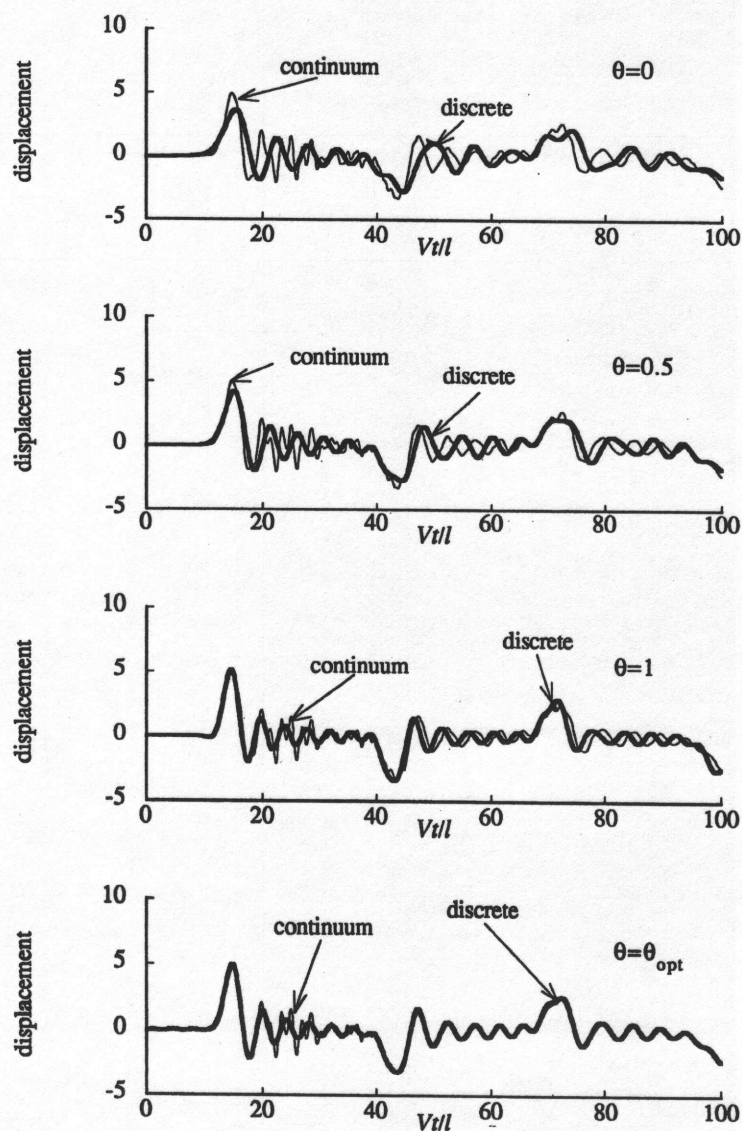 10
5
0
-5
displacement
continuum
discrete
θ=0
0 20 40 60 80 100
Vt/l
10
5
0
-5
displacement
continuum
discrete
θ=0.5
0 20 40 60 80 100
Vt/l
10
5
0
-5
displacement
continuum
discrete
θ=1
0 20 40 60 80 100
Vt/l
10
5
0
-5
displacement
continuum
discrete
θ=θopt
0 20 40 60 80 100
Vt/l